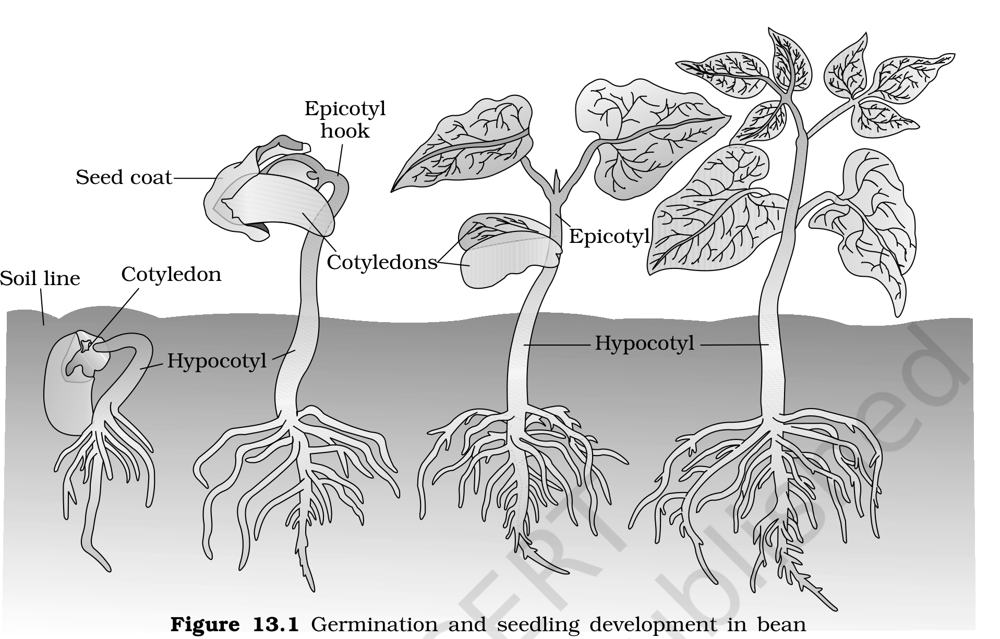 Epicotyl
hook
Seed coat
Epicotyl
Cotyledons
Soil line
Cotyledon
Hypocotyl
Hypocotyl
Figure 13.1 Germination and seedling development in bean